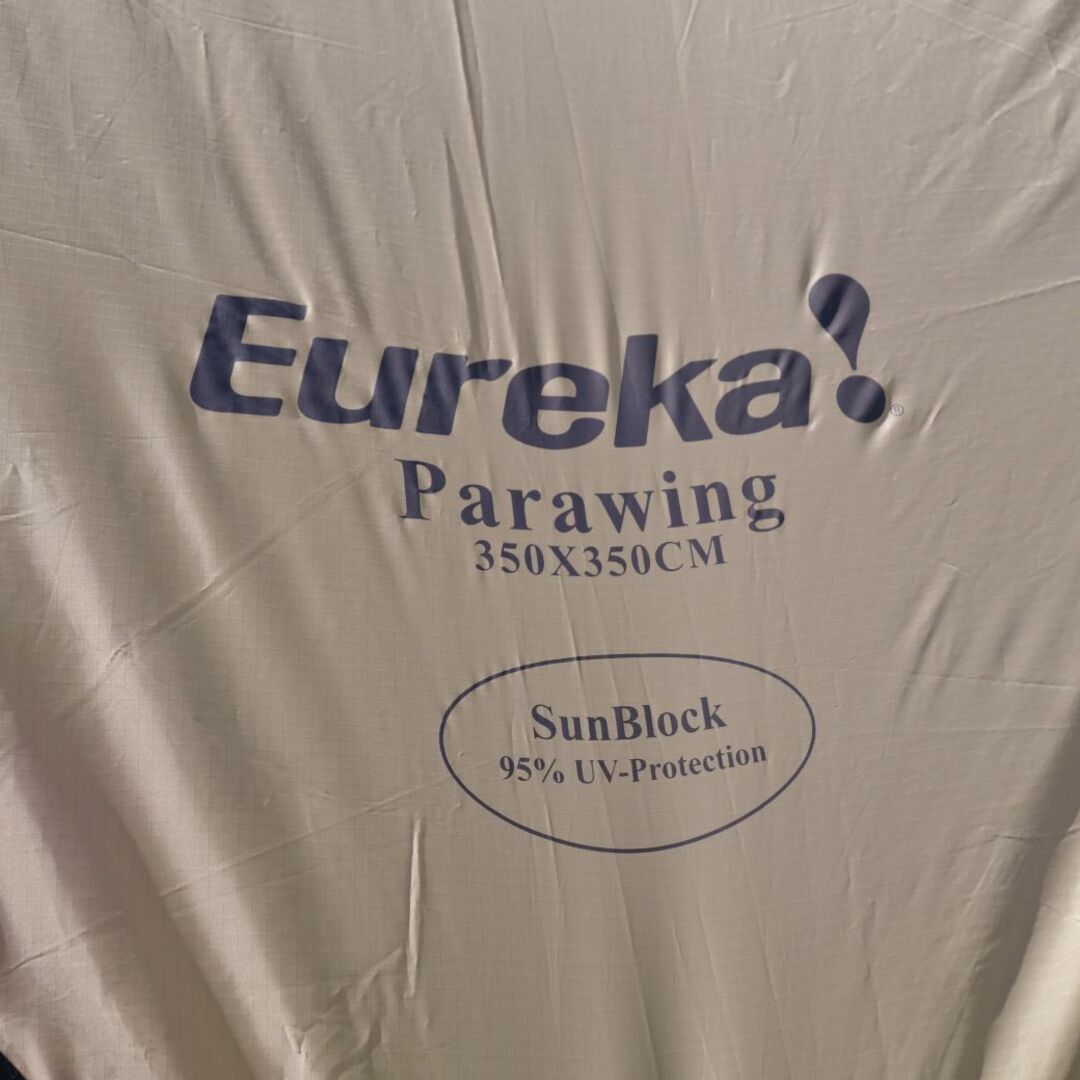 Eureka!®
Parawing
350X350CM
SunBlock
95% UV-Protection